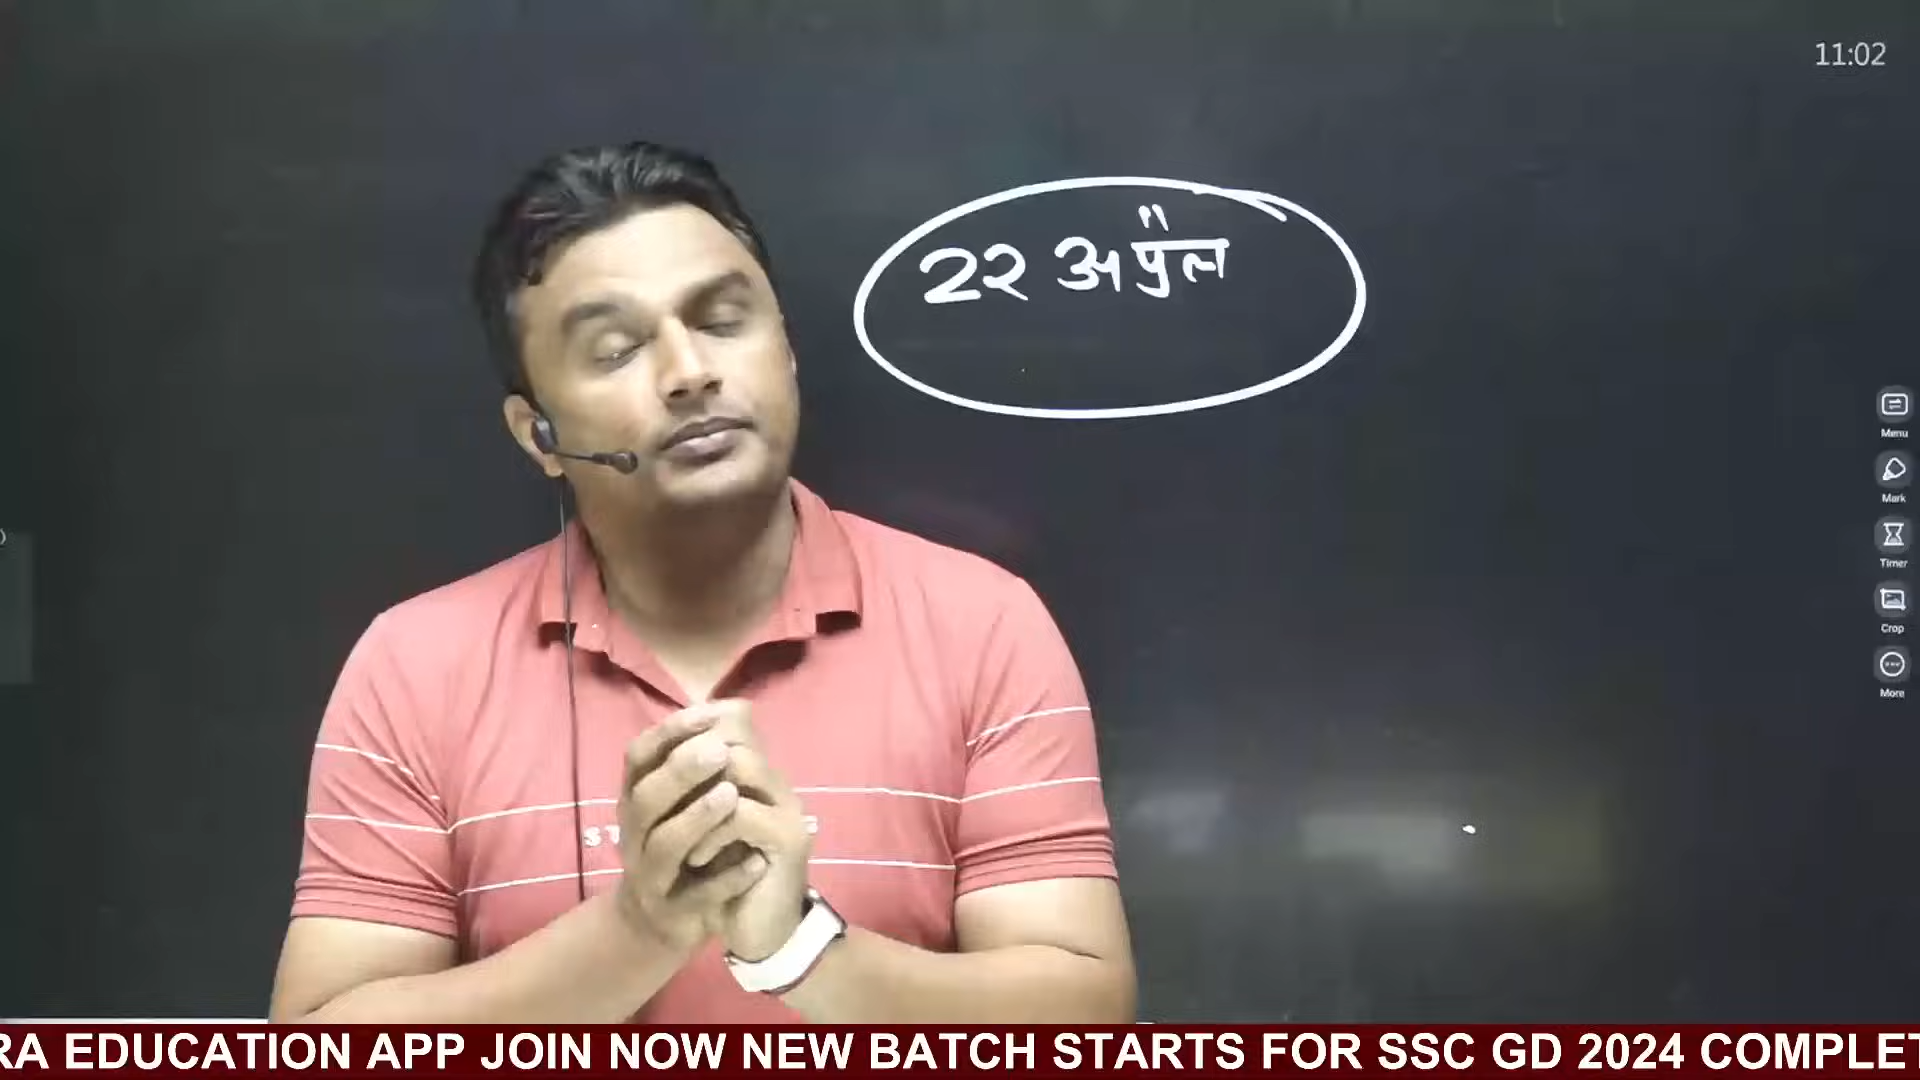 11:02
22 अप्रैल
Menu
Mark
Timer
Crop
More
RA EDUCATION APP JOIN NOW NEW BATCH STARTS FOR SSC GD 2024 COMPLET